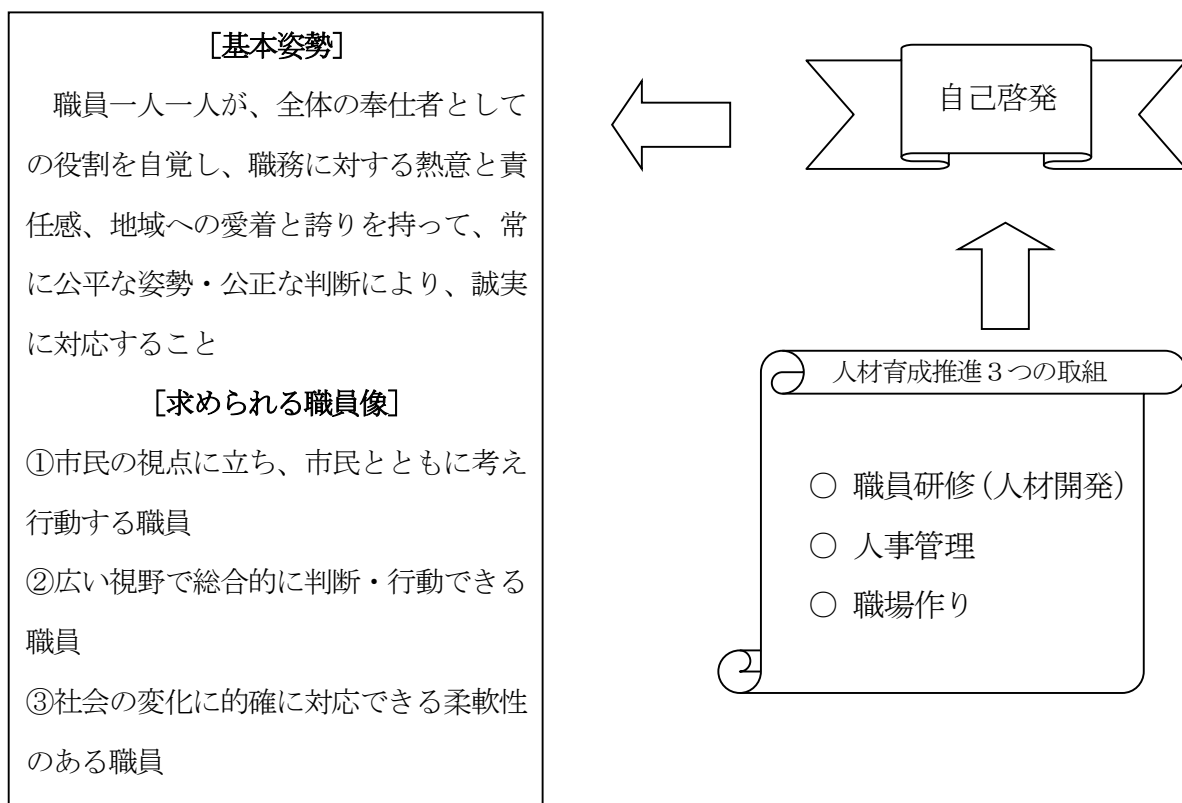 [基本姿勢]
職員一人一人が、全体の奉仕者として
の役割を自覚し、職務に対する熱意と責
任感、地域への愛着と誇りを持って、常
に公平な姿勢・公正な判断により、誠実
に対応すること
[求められる職員像]
①市民の視点に立ち、市民とともに考え
行動する職員
②広い視野で総合的に判断・行動できる
職員
③社会の変化に的確に対応できる柔軟性
のある職員
自己啓発
人材育成推進３つの取組
○ 職員研修(人材開発)
○ 人事管理
○ 職場作り